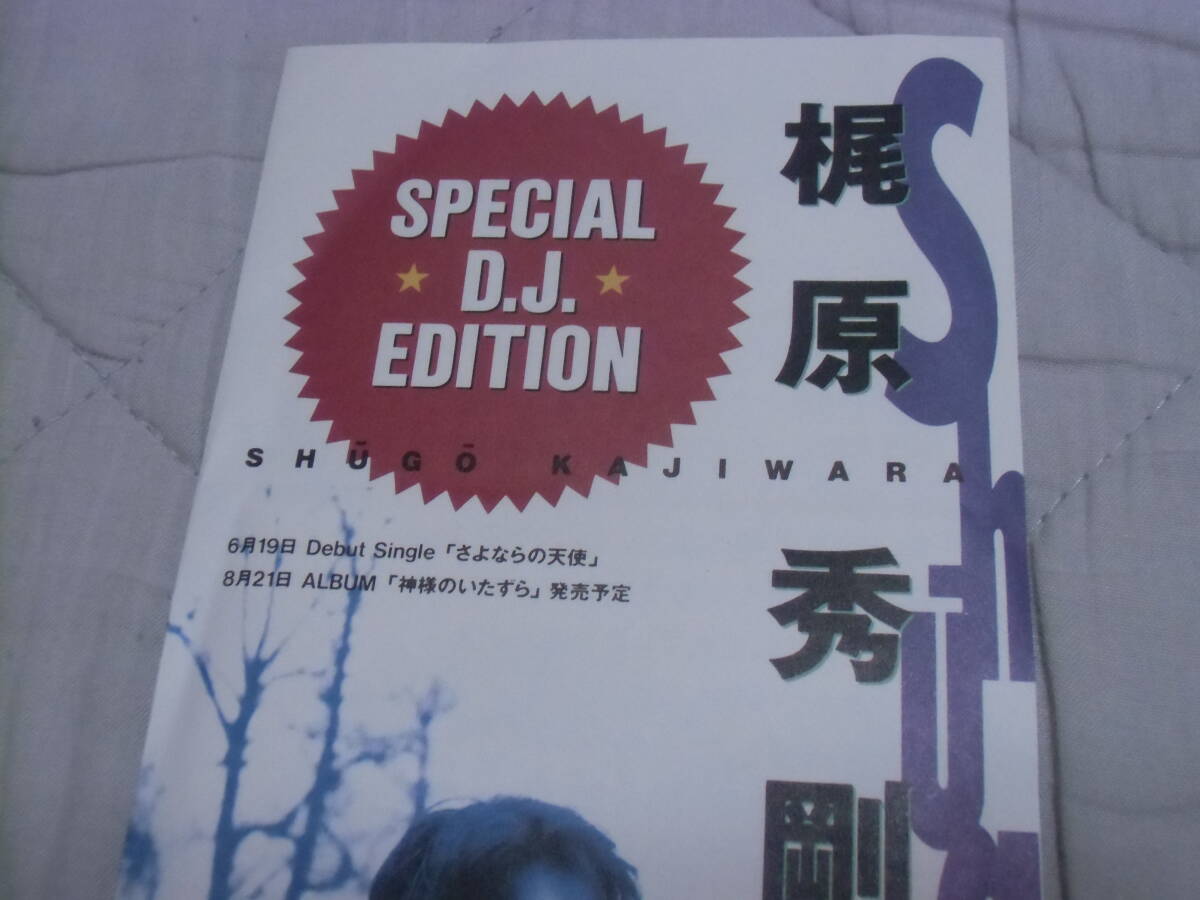 SPECIAL
D.J.
EDITION
梶原秀剛
SHŪGŌ KAJIWARA
6月19日 Debut Single「さよならの天使」
8月21日 ALBUM「神様のいたずら」発売予定